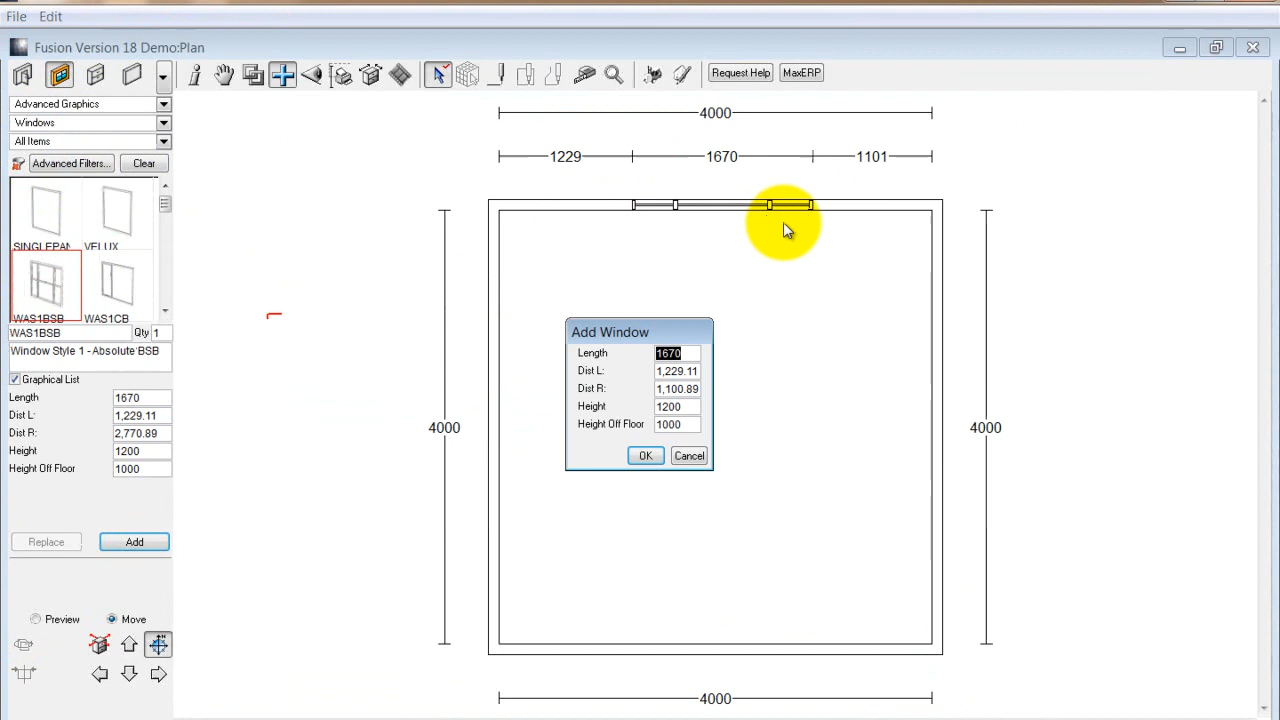 File Edit
Fusion Version 18 Demo:Plan
Request Help MaxERP
Advanced Graphics
Windows
All Items
Advanced Filters... Clear
SINGLEPAN VELUX
WAS1BSB WAS1CB
WAS1BSB Qty 1
Window Style 1 - Absolute BSB
Graphical List
Length 1670
Dist L: 1,229.11
Dist R: 2,770.89
Height 1200
Height Off Floor 1000
Replace Add
Preview Move
4000
1229 1670 1101
4000
4000
4000
Add Window
Length 1670
Dist L: 1,229.11
Dist R: 1,100.89
Height 1200
Height Off Floor 1000
OK Cancel